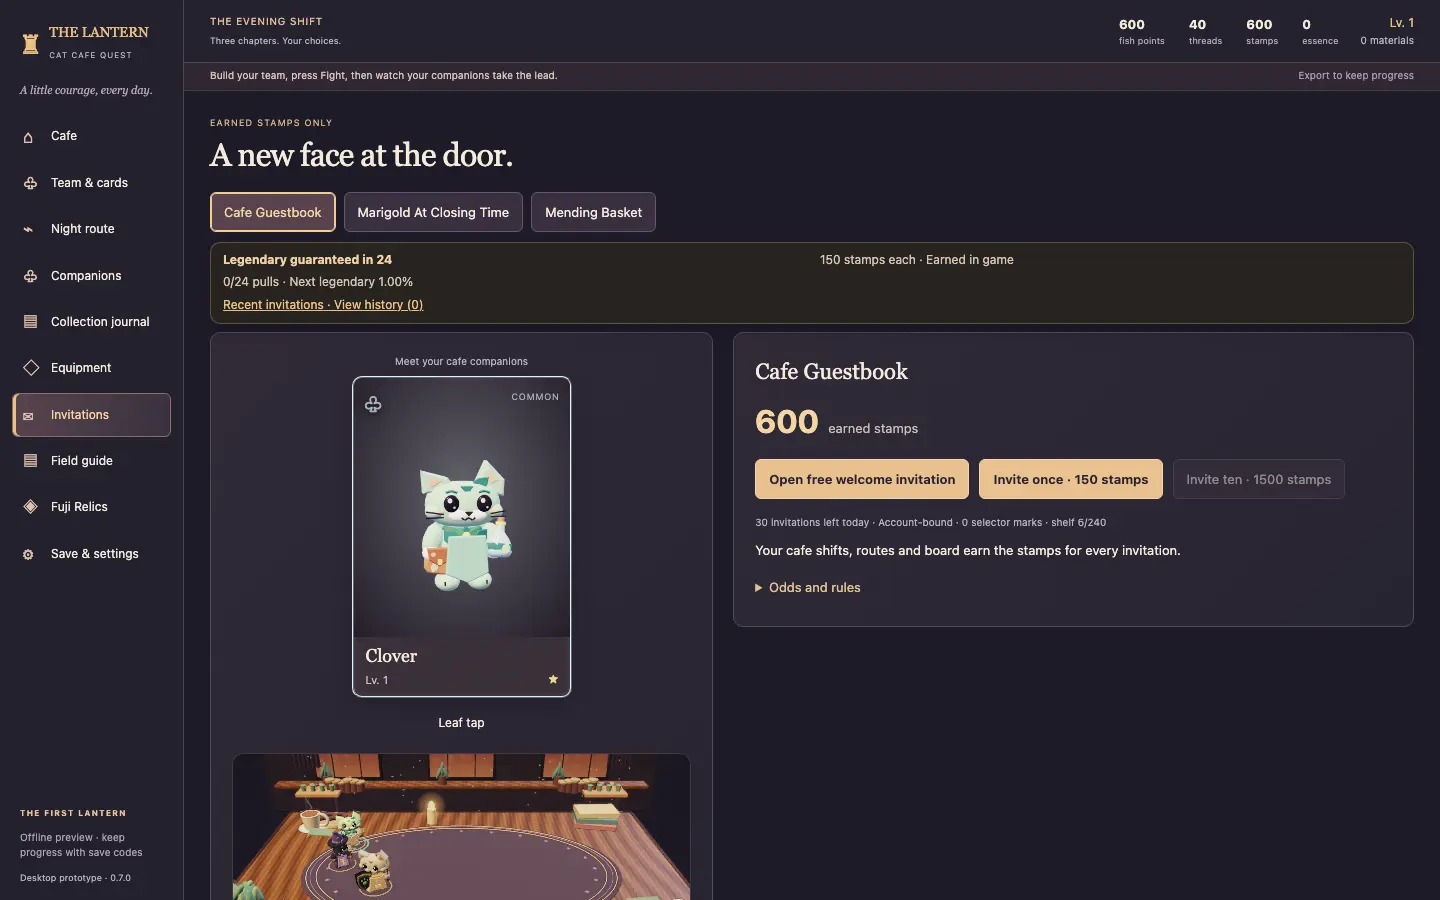 THE LANTERN
CAT CAFE QUEST
A little courage, every day.
Cafe
Team & cards
Night route
Companions
Collection journal
Equipment
Invitations
Field guide
Fuji Relics
Save & settings
THE FIRST LANTERN
Offline preview · keep
progress with save codes
Desktop prototype · 0.7.0
THE EVENING SHIFT
Three chapters. Your choices.
600
fish points
40
threads
600
stamps
0
essence
Lv. 1
0 materials
Build your team, press Fight, then watch your companions take the lead.
Export to keep progress
EARNED STAMPS ONLY
A new face at the door.
Cafe Guestbook
Marigold At Closing Time
Mending Basket
Legendary guaranteed in 24
150 stamps each · Earned in game
0/24 pulls · Next legendary 1.00%
Recent invitations · View history (0)
Meet your cafe companions
COMMON
Clover
Lv. 1
Leaf tap
Cafe Guestbook
600 earned stamps
Open free welcome invitation
Invite once · 150 stamps
Invite ten · 1500 stamps
30 invitations left today · Account-bound · 0 selector marks · shelf 6/240
Your cafe shifts, routes and board earn the stamps for every invitation.
Odds and rules